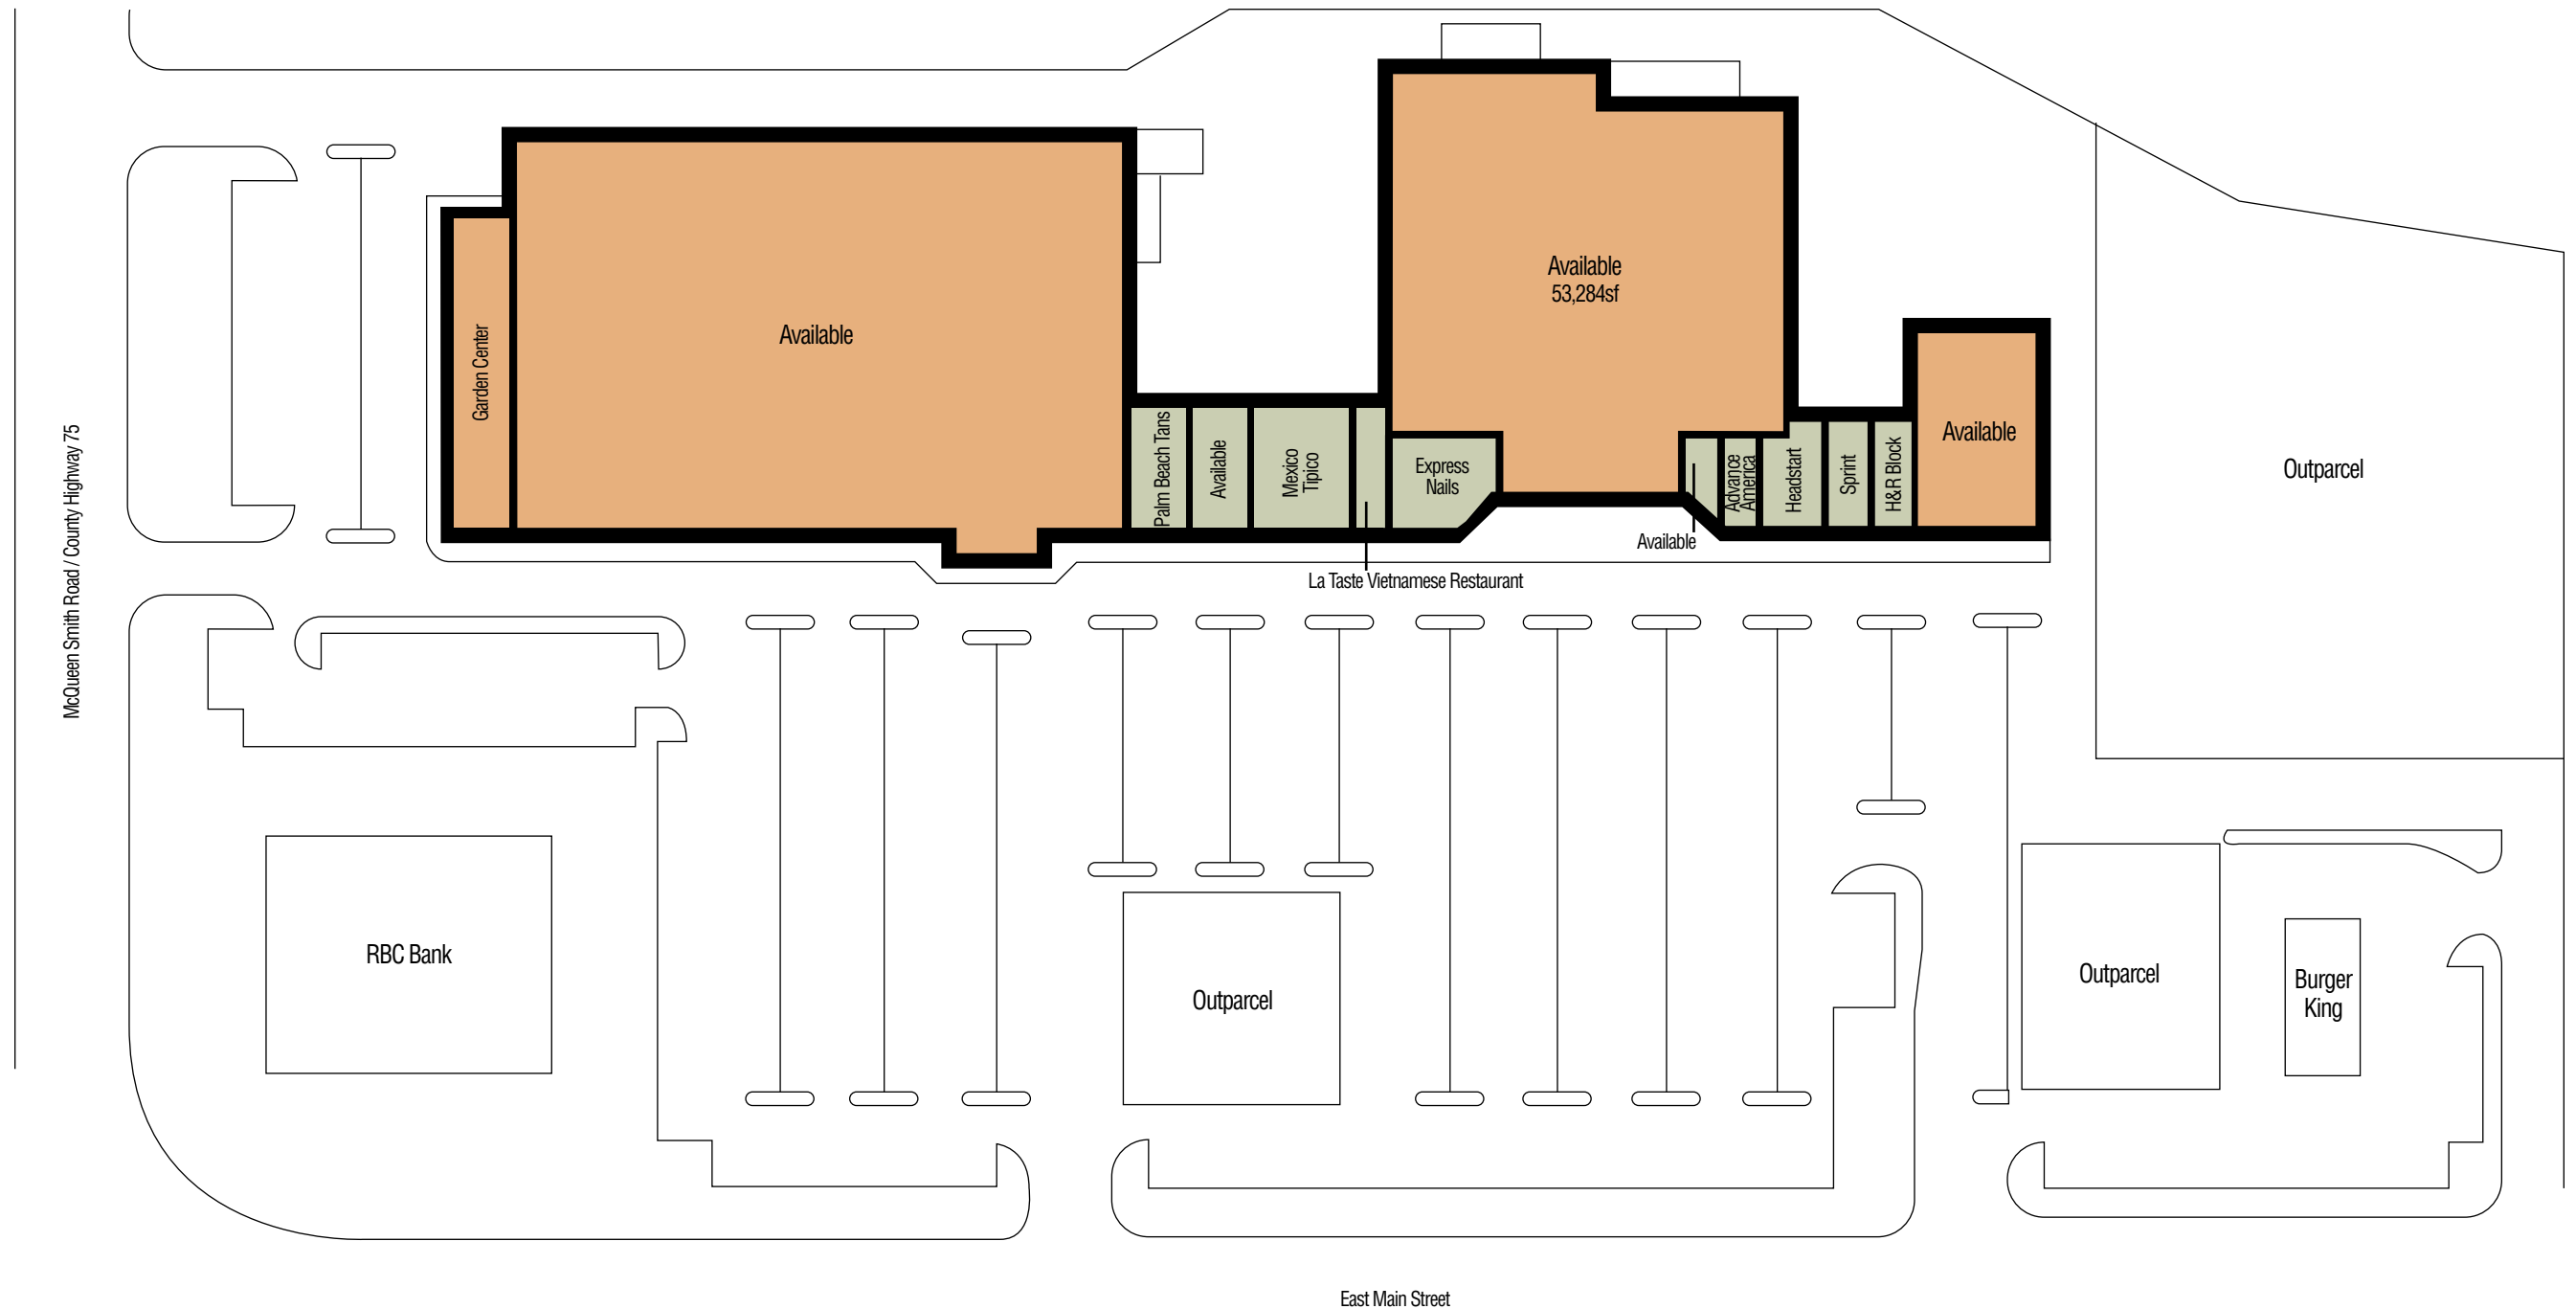 McQueen Smith Road / County Highway 75
Garden Center
Available
Palm Beach Tans
Available
Mexico
Tipico
La Taste Vietnamese Restaurant
Express
Nails
Available
53,284sf
Available
Advance
America
Headstart
Sprint
H&R Block
Available
Outparcel
RBC Bank
Outparcel
Outparcel
Burger
King
East Main Street